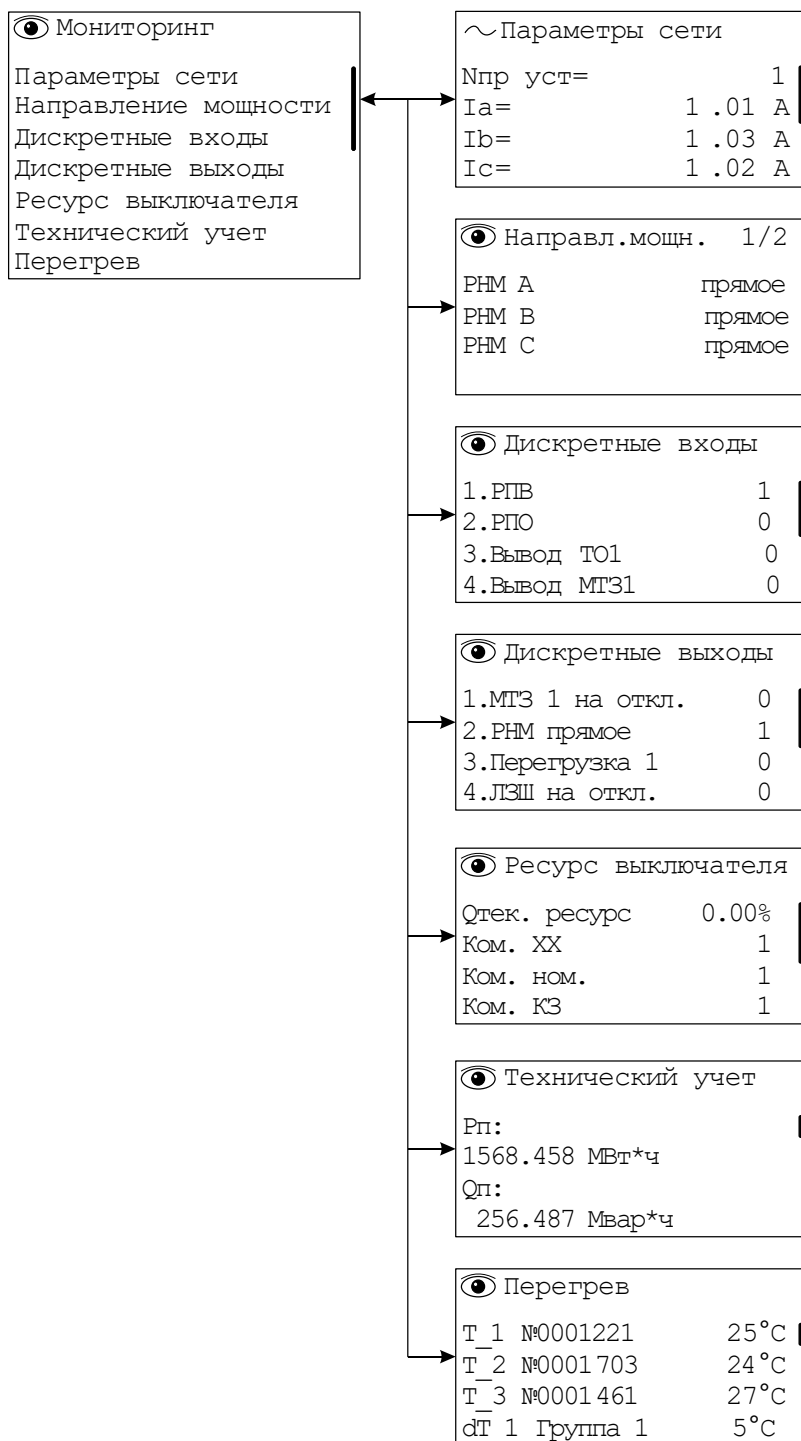 Мониторинг
Параметры сети
Направление мощности
Дискретные входы
Дискретные выходы
Ресурс выключателя
Технический учет
Перегрев
Параметры сети
Nпр уст= 1
Ia= 1.01 А
Ib= 1.03 А
Ic= 1.02 А
Направл.мощн. 1/2
РНМ А прямое
РНМ В прямое
РНМ С прямое
Дискретные входы
1.РПВ 1
2.РПО 0
3.Вывод ТО1 0
4.Вывод МТЗ1 0
Дискретные выходы
1.МТЗ 1 на откл. 0
2.РНМ прямое 1
3.Перегрузка 1 0
4.ЛЗШ на откл. 0
Ресурс выключателя
Qтек. ресурс 0.00%
Ком. ХХ 1
Ком. ном. 1
Ком. КЗ 1
Технический учет
Pп:
1568.458 МВт*ч
Qп:
256.487 Мвар*ч
Перегрев
Т_1 №0001221 25°C
Т_2 №0001703 24°C
Т_3 №0001461 27°C
dT 1 Группа 1 5°C